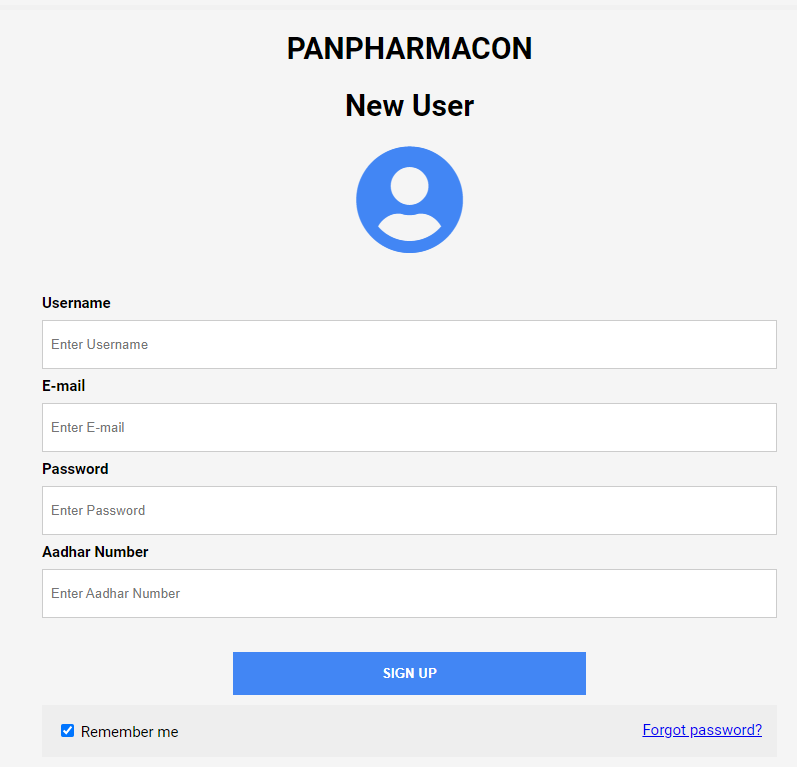 PANPHARMACON
New User
Username
Enter Username
E-mail
Enter E-mail
Password
Enter Password
Aadhar Number
Enter Aadhar Number
SIGN UP
Remember me Forgot password?